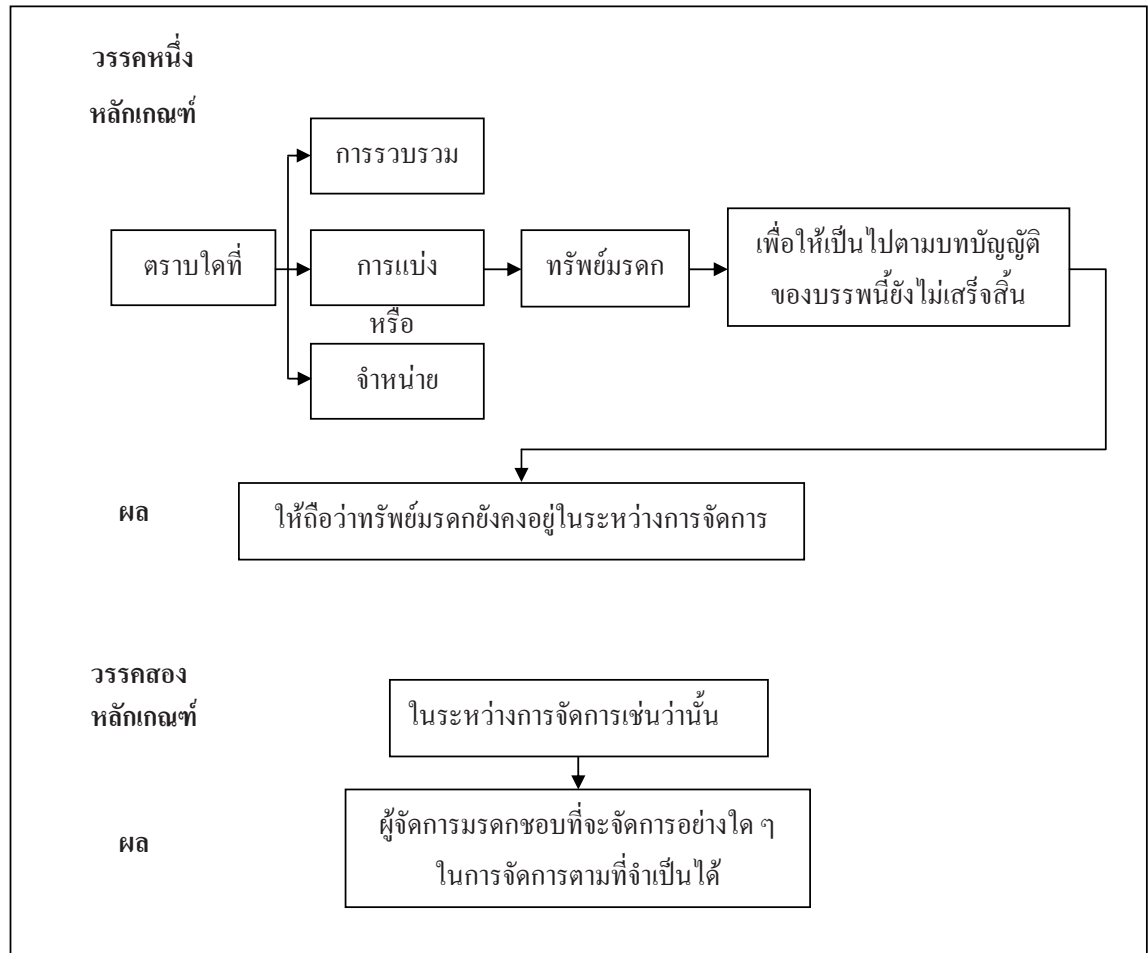 วรรคหนึ่ง
หลักเกณฑ์
การรวบรวม
ตราบใดที่
การแบ่ง
ทรัพย์มรดก
เพื่อให้เป็นไปตามบทบัญญัติ
ของบรรพนี้ยังไม่เสร็จสิ้น
หรือ
จำหน่าย
ผล
ให้ถือว่าทรัพย์มรดกยังคงอยู่ในระหว่างการจัดการ
วรรคสอง
หลักเกณฑ์
ในระหว่างการจัดการเช่นว่านั้น
ผล
ผู้จัดการมรดกชอบที่จะจัดการอย่างใด ๆ
ในการจัดการตามที่จำเป็นได้